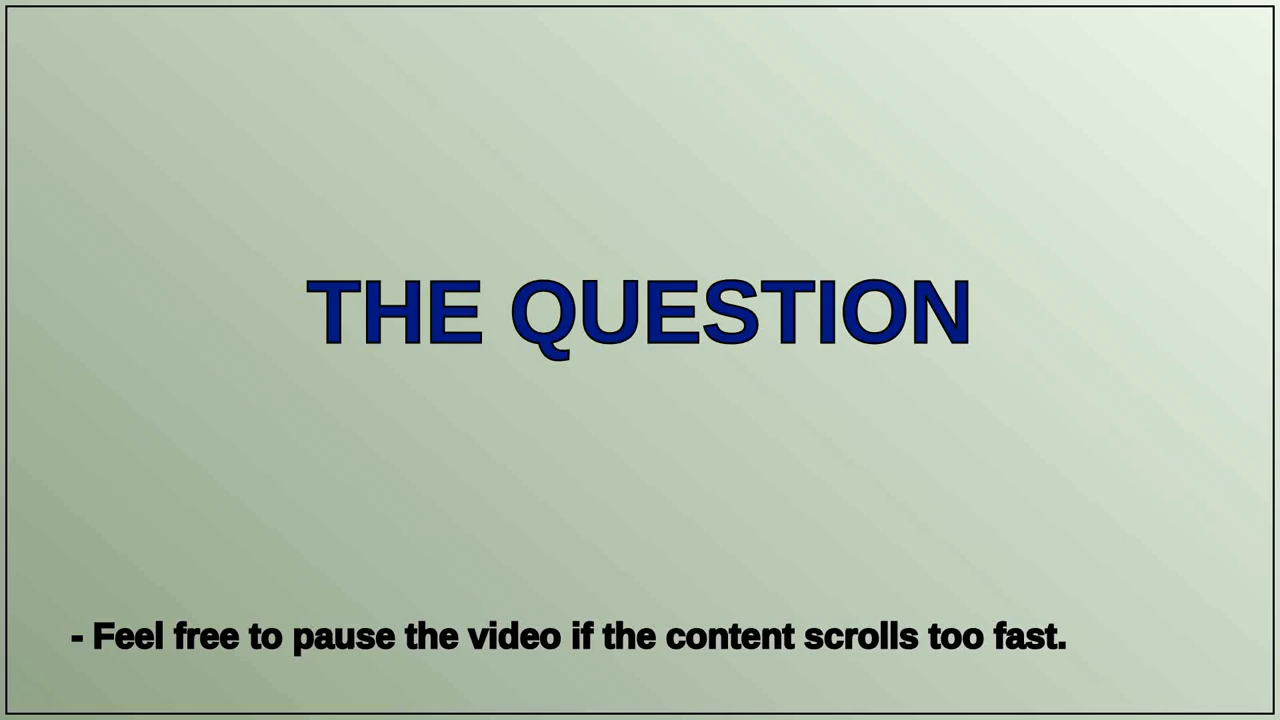 THE QUESTION
- Feel free to pause the video if the content scrolls too fast.